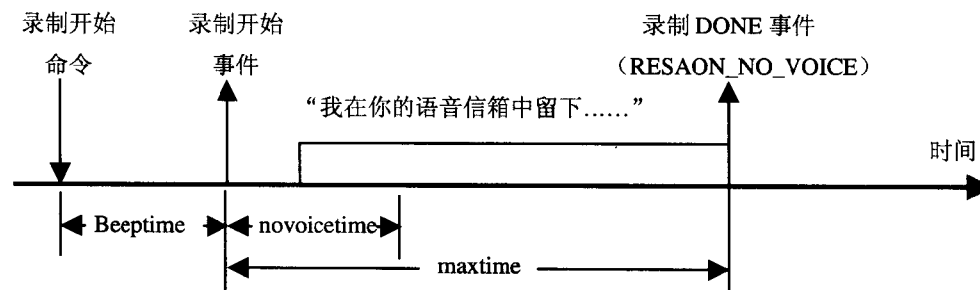 录制开始
命令
录制开始
事件
录制 DONE 事件
（RESAON_NO_VOICE）
“我在你的语音信箱中留下……”
时间
Beeptime
novoicetime
maxtime